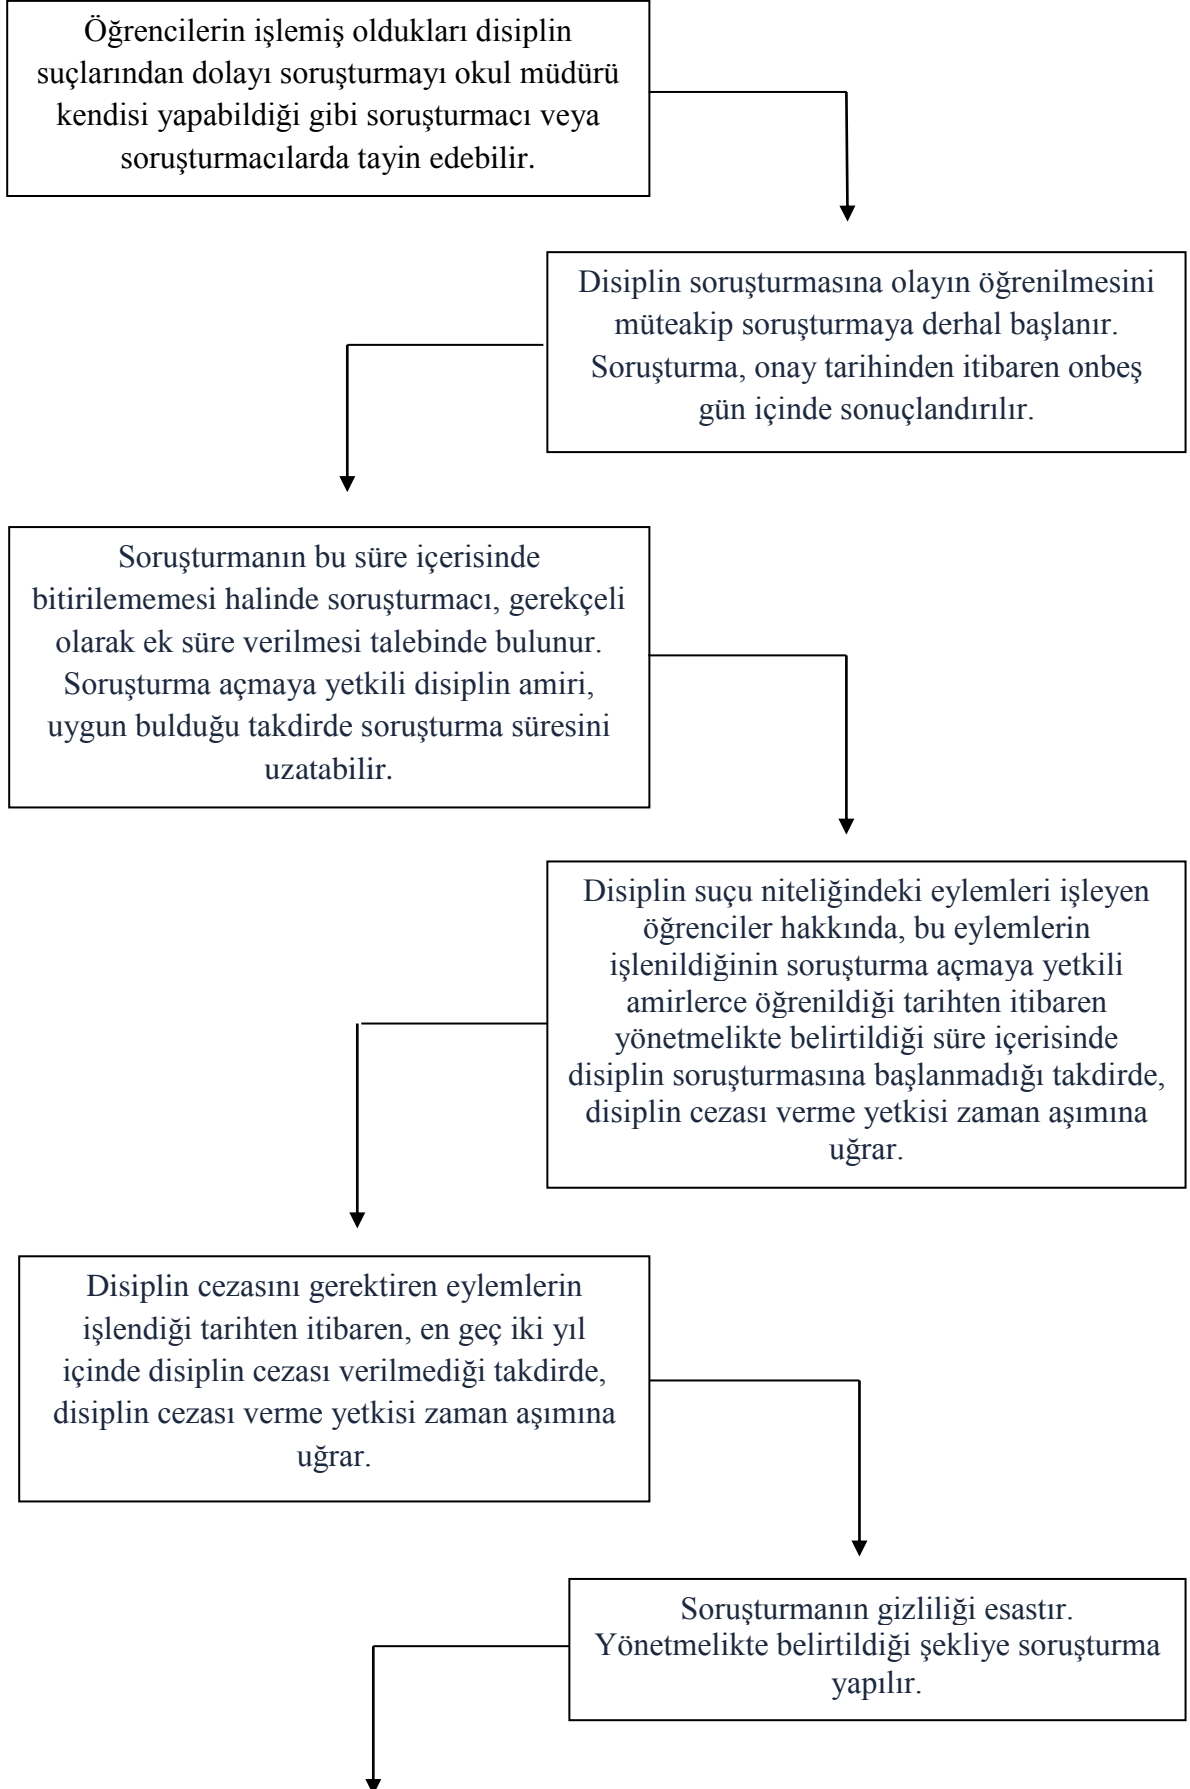 Öğrencilerin işlemiş oldukları disiplin
suçlarından dolayı soruşturmayı okul müdürü
kendisi yapabildiği gibi soruşturmacı veya
soruşturmacılarda tayin edebilir.
Disiplin soruşturmasına olayın öğrenilmesini
müteakip soruşturmaya derhal başlanır.
Soruşturma, onay tarihinden itibaren onbeş
gün içinde sonuçlandırılır.
Soruşturmanın bu süre içerisinde
bitirilememesi halinde soruşturmacı, gerekçeli
olarak ek süre verilmesi talebinde bulunur.
Soruşturma açmaya yetkili disiplin amiri,
uygun bulduğu takdirde soruşturma süresini
uzatabilir.
Disiplin suçu niteliğindeki eylemleri işleyen
öğrenciler hakkında, bu eylemlerin
işlenildiğinin soruşturma açmaya yetkili
amirlerce öğrenildiği tarihten itibaren
yönetmelikte belirtildiği süre içerisinde
disiplin soruşturmasına başlanmadığı takdirde,
disiplin cezası verme yetkisi zaman aşımına
uğrar.
Disiplin cezasını gerektiren eylemlerin
işlendiği tarihten itibaren, en geç iki yıl
içinde disiplin cezası verilmediği takdirde,
disiplin cezası verme yetkisi zaman aşımına
uğrar.
Soruşturmanın gizliliği esastır.
Yönetmelikte belirtildiği şekliye soruşturma
yapılır.